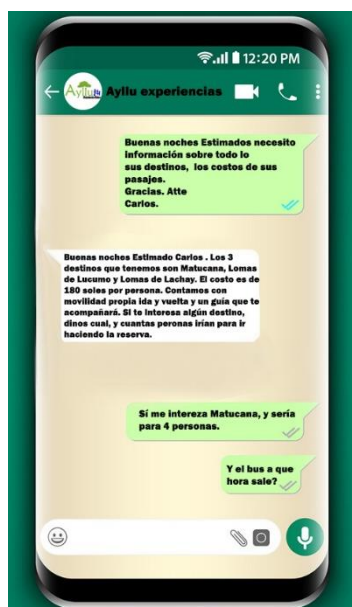 12:20 PM
Ayllu
Ayllu experiencias
Buenas noches Estimados necesito
información sobre todo lo
sus destinos, los costos de sus
pasajes.
Gracias. Atte
Carlos.
Buenas noches Estimado Carlos . Los 3
destinos que tenemos son Matucana, Lomas
de Lucumo y Lomas de Lachay. El costo es de
180 soles por persona. Contamos con
movilidad propia ida y vuelta y un guía que te
acompañará. Si te interesa algún destino,
dinos cual, y cuantas peronas irían para ir
haciendo la reserva.
Sí me intereza Matucana, y sería
para 4 personas.
Y el bus a que
hora sale?